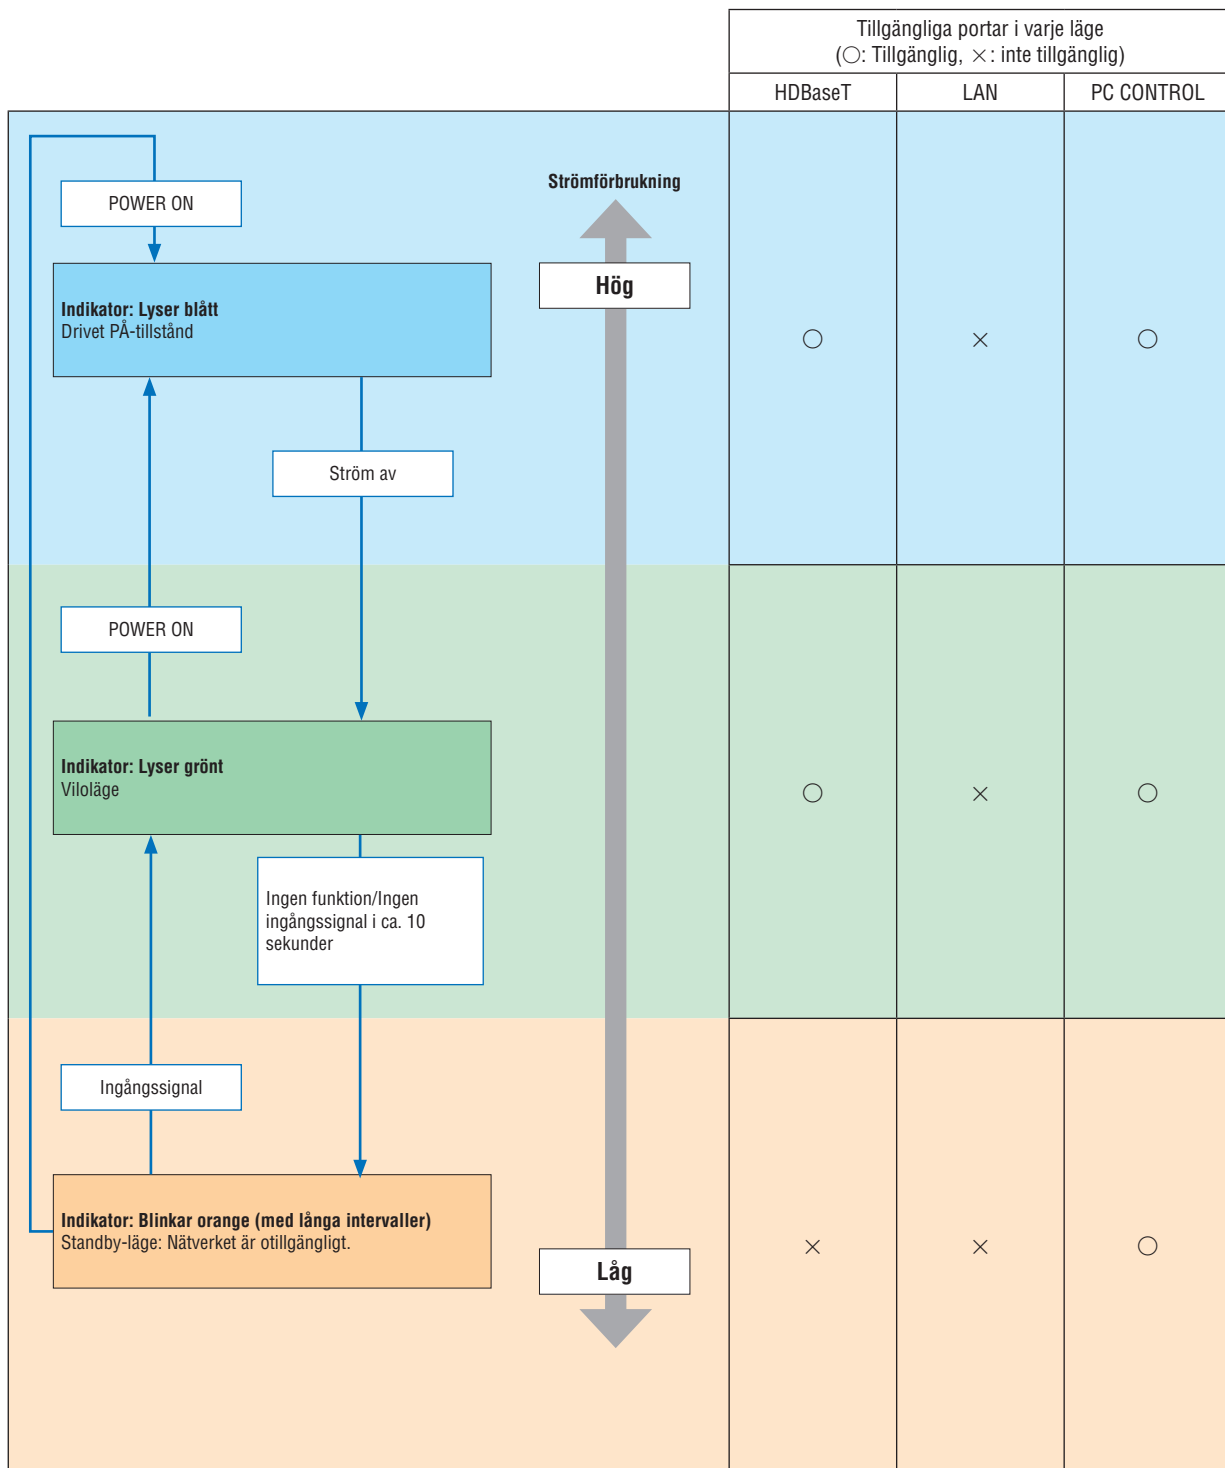 Tillgängliga portar i varje läge
(○: Tillgänglig, ×: inte tillgänglig)
HDBaseT
LAN
PC CONTROL
Strömförbrukning
POWER ON
Hög
Indikator: Lyser blått
Drivet PÅ-tillstånd
○
×
○
Ström av
POWER ON
Indikator: Lyser grönt
Viloläge
○
×
○
Ingen funktion/Ingen
ingångssignal i ca. 10
sekunder
Ingångssignal
Indikator: Blinkar orange (med långa intervaller)
Standby-läge: Nätverket är otillgängligt.
×
×
○
Låg